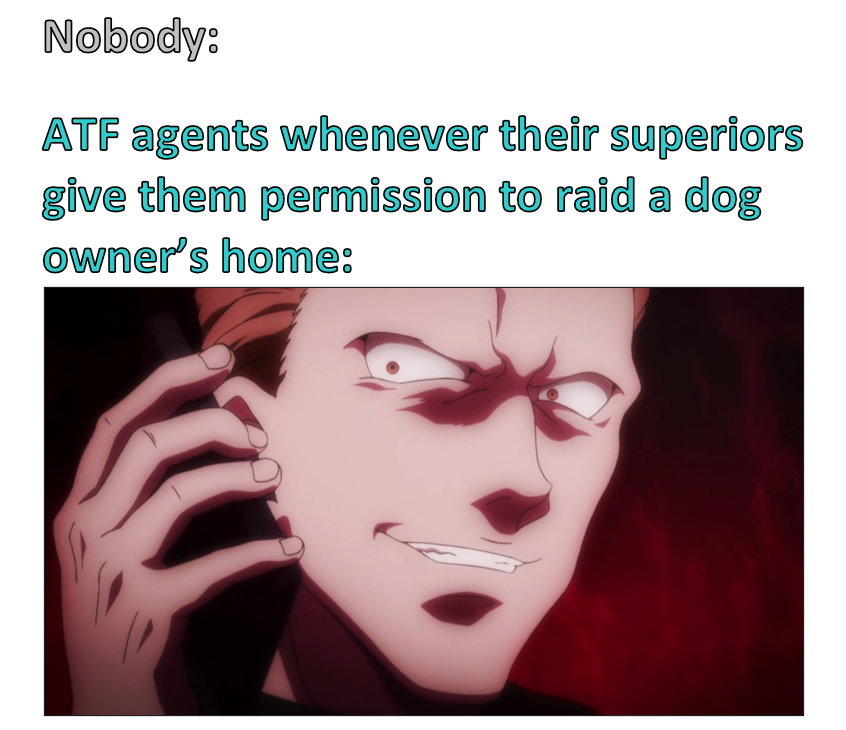 Nobody:
ATF agents whenever their superiors
give them permission to raid a dog
owner’s home: